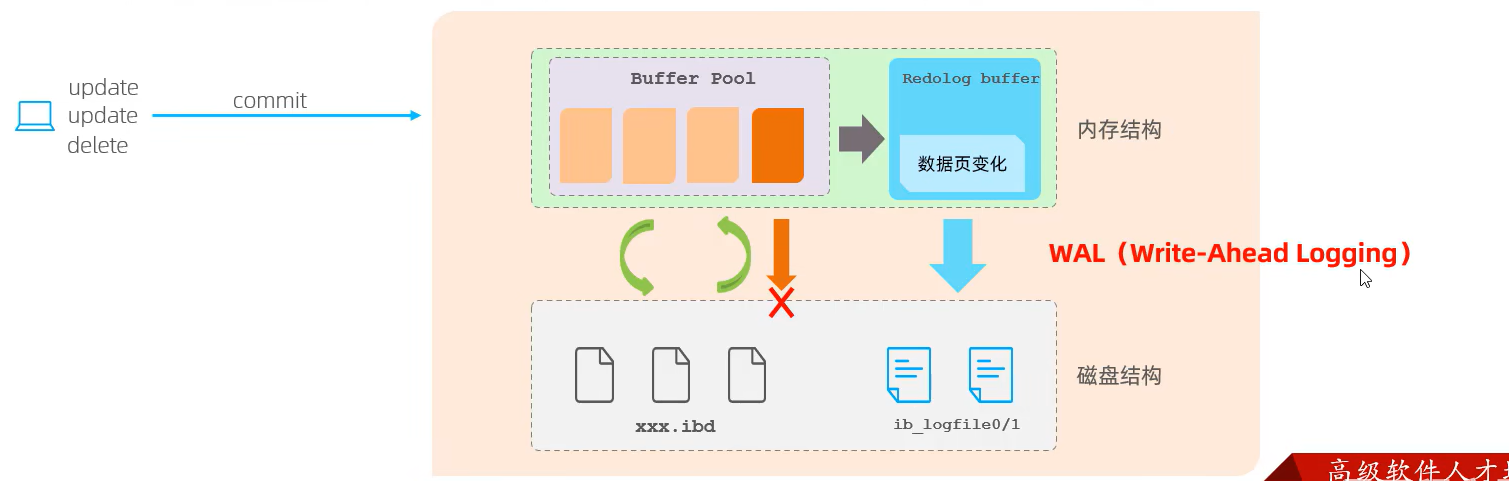 update
update
delete
commit
Buffer Pool
Redolog buffer
数据页变化
内存结构
WAL（Write-Ahead Logging）
xxx.ibd
ib_logfile0/1
磁盘结构
高级软件人才